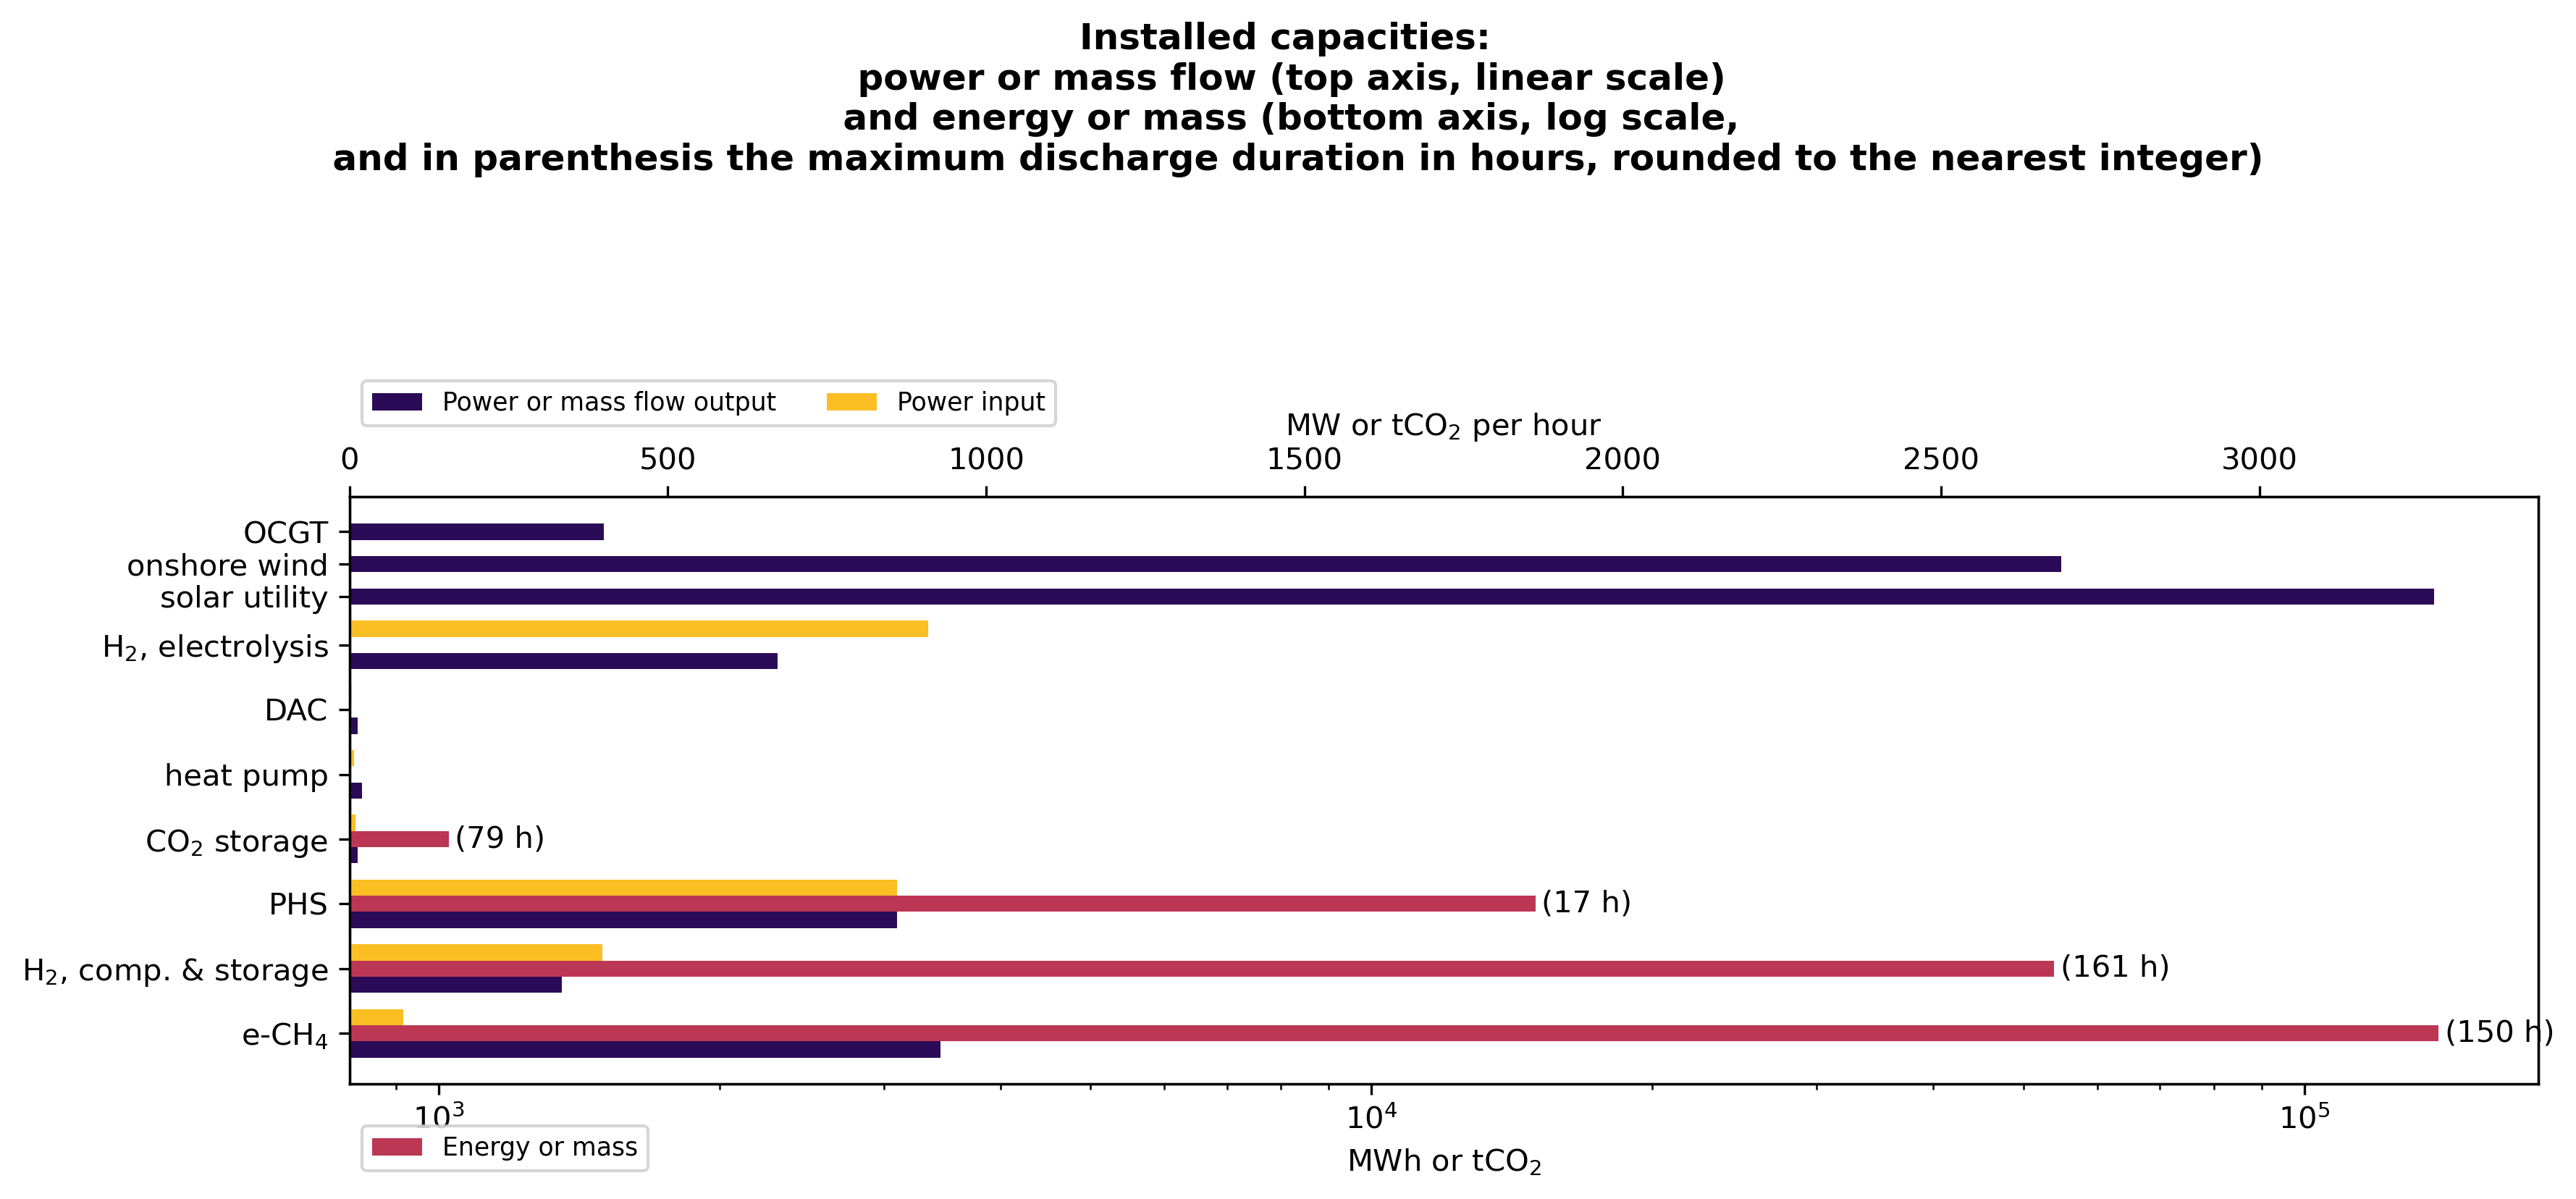 Installed capacities:
power or mass flow (top axis, linear scale)
and energy or mass (bottom axis, log scale,
and in parenthesis the maximum discharge duration in hours, rounded to the nearest integer)
Power or mass flow output Power input
MW or tCO₂ per hour
0 500 1000 1500 2000 2500 3000
OCGT
onshore wind
solar utility
H₂, electrolysis
DAC
heat pump
CO₂ storage (79 h)
PHS (17 h)
H₂, comp. & storage (161 h)
e-CH₄ (150 h)
10³ 10⁴ 10⁵
Energy or mass
MWh or tCO₂